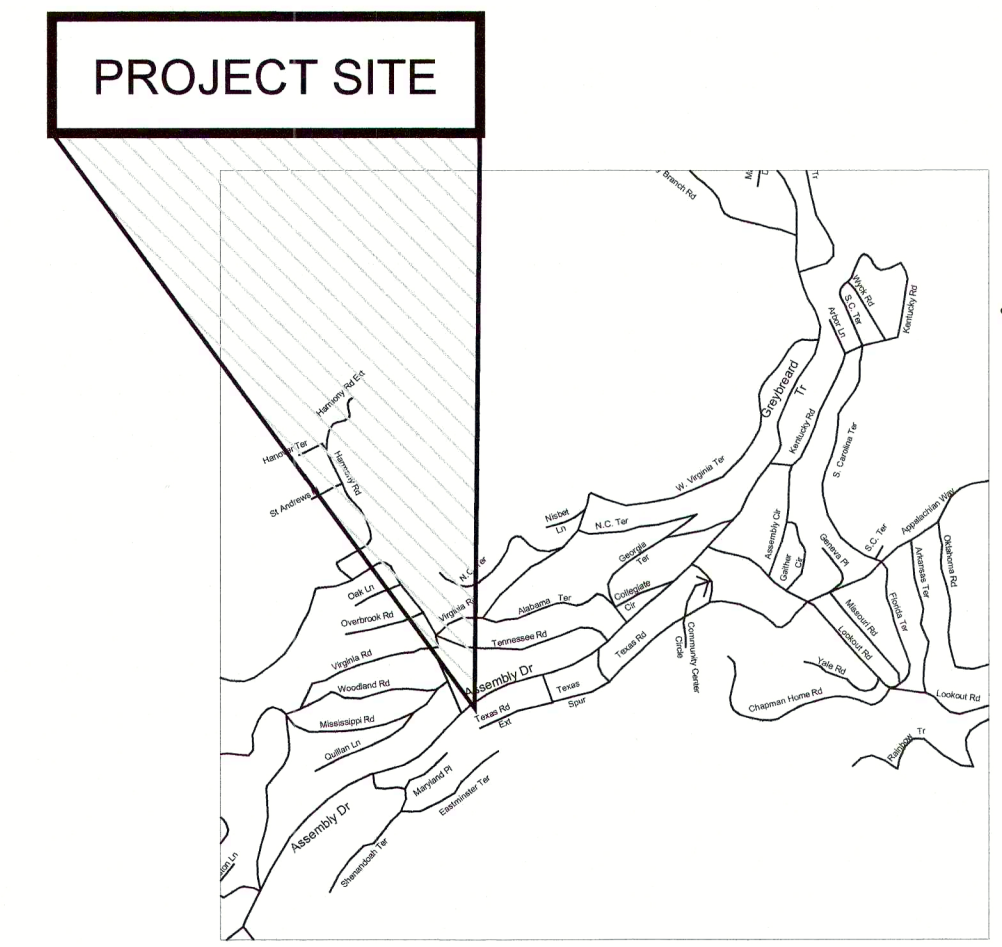 PROJECT SITE
Branch Rd
Tr
Wyck Rd
S.C. Ter
Arbor Ln
Kentucky Rd
Greybreard
Tr
Kentucky Rd
S. Carolina Ter
Harmony Rd Ext
Hanover Ter
Harmony Rd
St Andrews
W. Virginia Ter
Nisbet
Ln
N.C. Ter
Georgia
Ter
Assembly Cir
Gaither
Cir
Geneva Pl
S.C. Ter
Appalachian Way
Oklahoma Rd
Arkansas Ter
Florida Ter
N.C. Ter
Oak Ln
Overbrook Rd
Virginia Rd
Alabama Ter
Collegiate
Cir
Tennessee Rd
Texas Rd
Community Center
Circle
Missouri Rd
Lookout Rd
Yale Rd
Chapman Home Rd
Lookout Rd
Rainbow Tr
Virginia Rd
Woodland Rd
Mississippi Rd
Quillan Ln
Assembly Dr
Texas
Spur
Texas Rd
Ext
Maryland Pl
Eastminster Ter
Assembly Dr
Shenandoah Ter